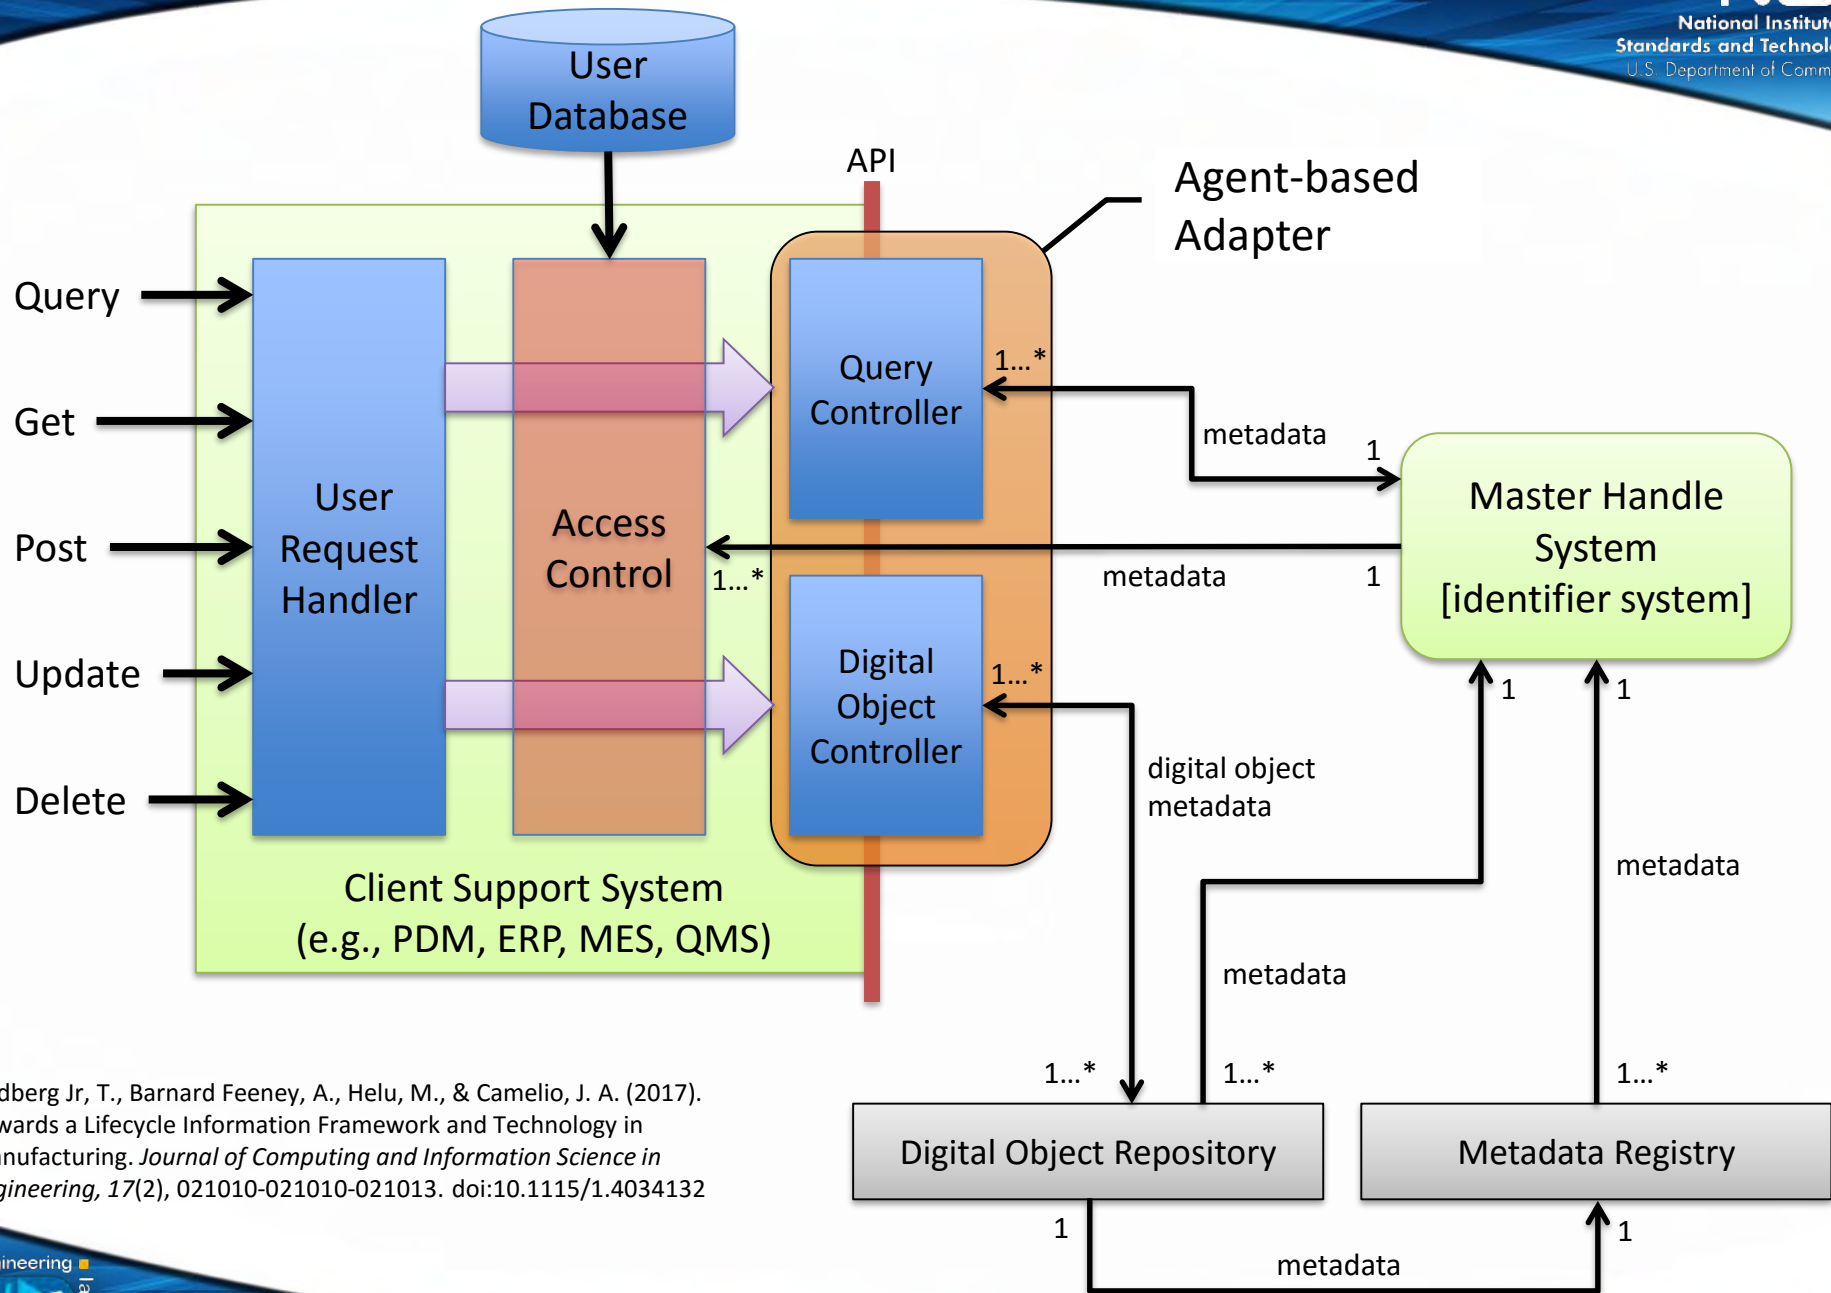 National Institute
Standards and Technol
U.S. Department of Comm
User
Database
API
Agent-based
Adapter
Query
Get
Post
Update
Delete
User
Request
Handler
Access
Control
1...*
Query
Controller
1...*
Digital
Object
Controller
1...*
metadata
1
metadata
1
Master Handle
System
[identifier system]
1
1
digital object
metadata
metadata
metadata
Client Support System
(e.g., PDM, ERP, MES, QMS)
1...*
1...*
1...*
Digital Object Repository
Metadata Registry
1
metadata
1
dberg Jr, T., Barnard Feeney, A., Helu, M., & Camelio, J. A. (2017).
wards a Lifecycle Information Framework and Technology in
nufacturing. Journal of Computing and Information Science in
gineering, 17(2), 021010-021010-021013. doi:10.1115/1.4034132
gineering